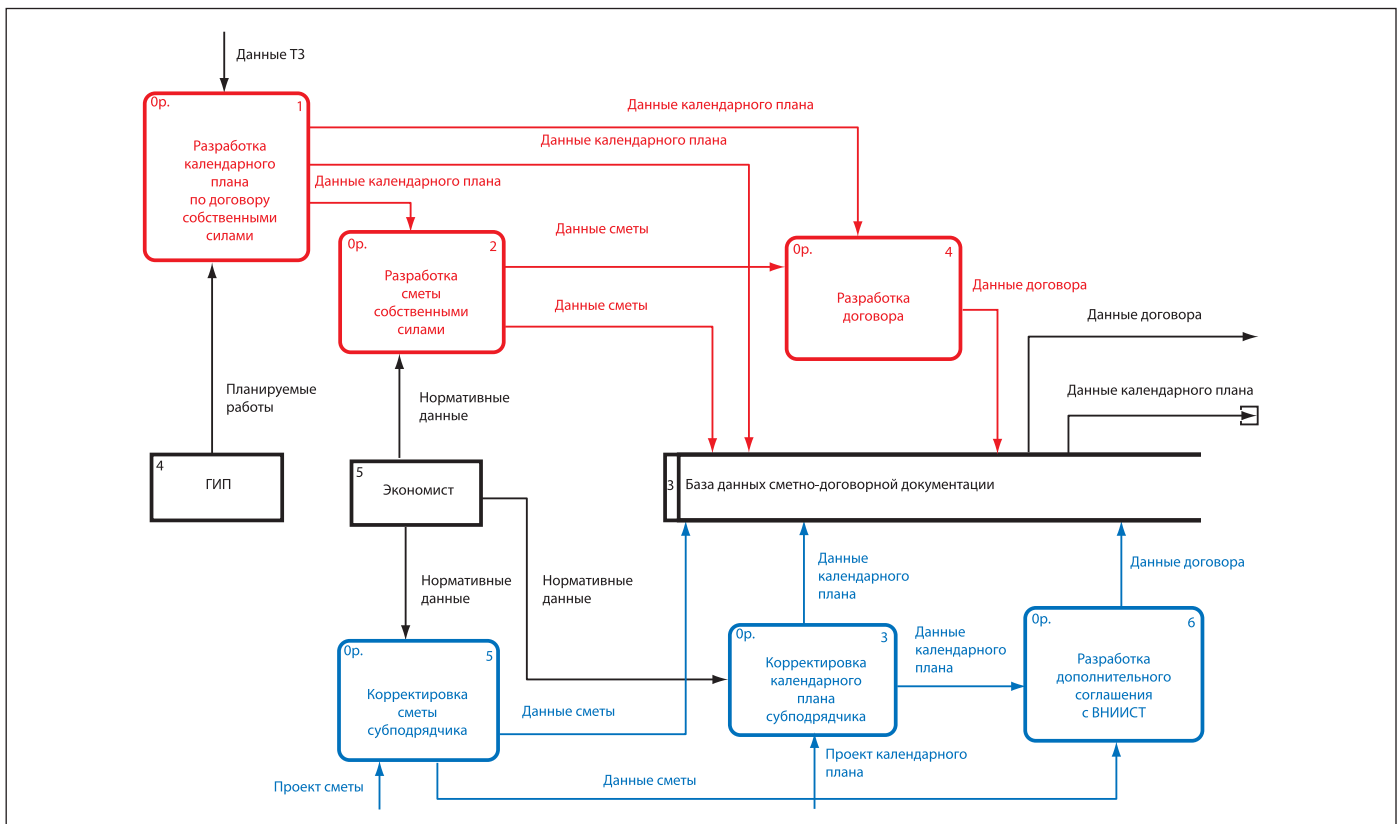 Данные ТЗ
0р.
1
Разработка
календарного
плана
по договору
собственными
силами
Данные календарного плана
Данные календарного плана
Данные календарного плана
0р.
2
Разработка
сметы
собственными
силами
Данные сметы
Данные сметы
0р.
4
Разработка
договора
Данные договора
Данные договора
Данные календарного плана
Планируемые
работы
Нормативные
данные
4
ГИП
5
Экономист
3
База данных сметно-договорной документации
Нормативные
данные
Нормативные
данные
Данные
календарного
плана
Данные договора
0р.
5
Корректировка
сметы
субподрядчика
Данные сметы
0р.
3
Корректировка
календарного
плана
субподрядчика
Данные
календарного
плана
0р.
6
Разработка
дополнительного
соглашения
с ВНИИСТ
Проект сметы
Данные сметы
Проект календарного
плана